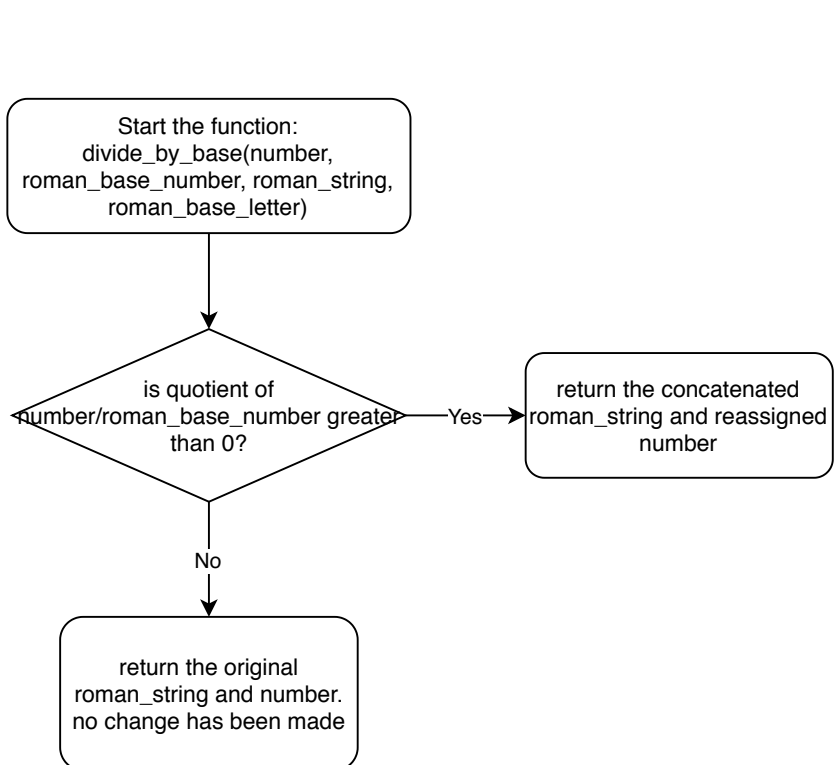 Start the function:
divide_by_base(number,
roman_base_number, roman_string,
roman_base_letter)
is quotient of
number/roman_base_number greater
than 0?
Yes
return the concatenated
roman_string and reassigned
number
No
return the original
roman_string and number.
no change has been made